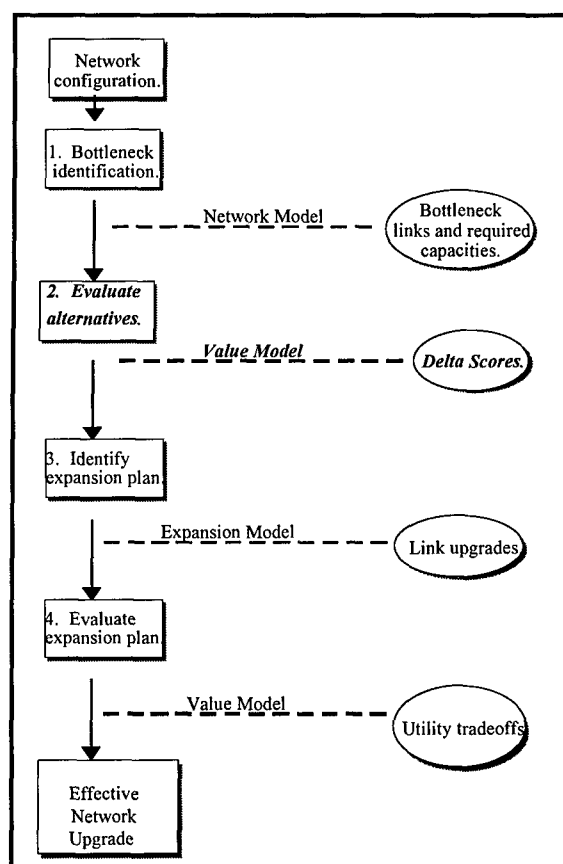 Network
configuration.
1. Bottleneck
identification.
Network Model
Bottleneck
links and required
capacities.
2. Evaluate
alternatives.
Value Model
Delta Scores.
3. Identify
expansion plan.
Expansion Model
Link upgrades
4. Evaluate
expansion plan.
Value Model
Utility tradeoffs
Effective
Network
Upgrade